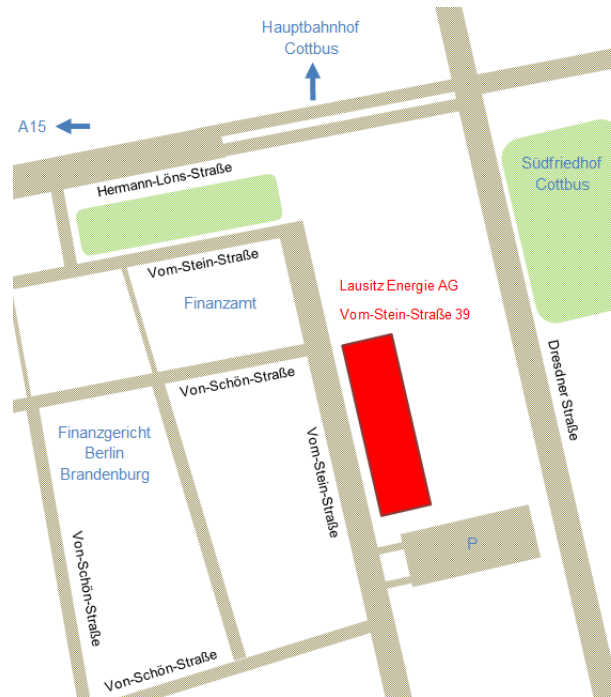 Hauptbahnhof
Cottbus
A15
Hermann-Löns-Straße
Südfriedhof
Cottbus
Vom-Stein-Straße
Finanzamt
Lausitz Energie AG
Vom-Stein-Straße 39
Dresdner Straße
Von-Schön-Straße
Finanzgericht
Berlin
Brandenburg
Vom-Stein-Straße
Von-Schön-Straße
P
Von-Schön-Straße